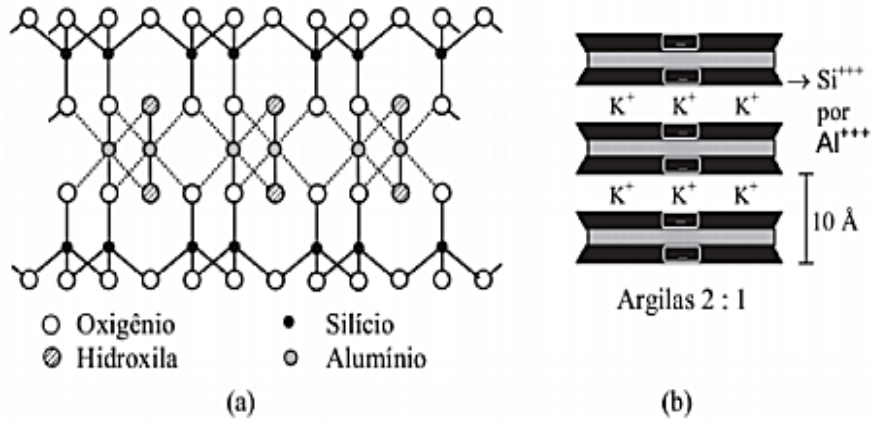 → Si+++
por
Al+++
K+ K+ K+
K+ K+ K+
10 Å
Argilas 2 : 1
Oxigênio
Silício
Hidroxila
Alumínio
(a)
(b)